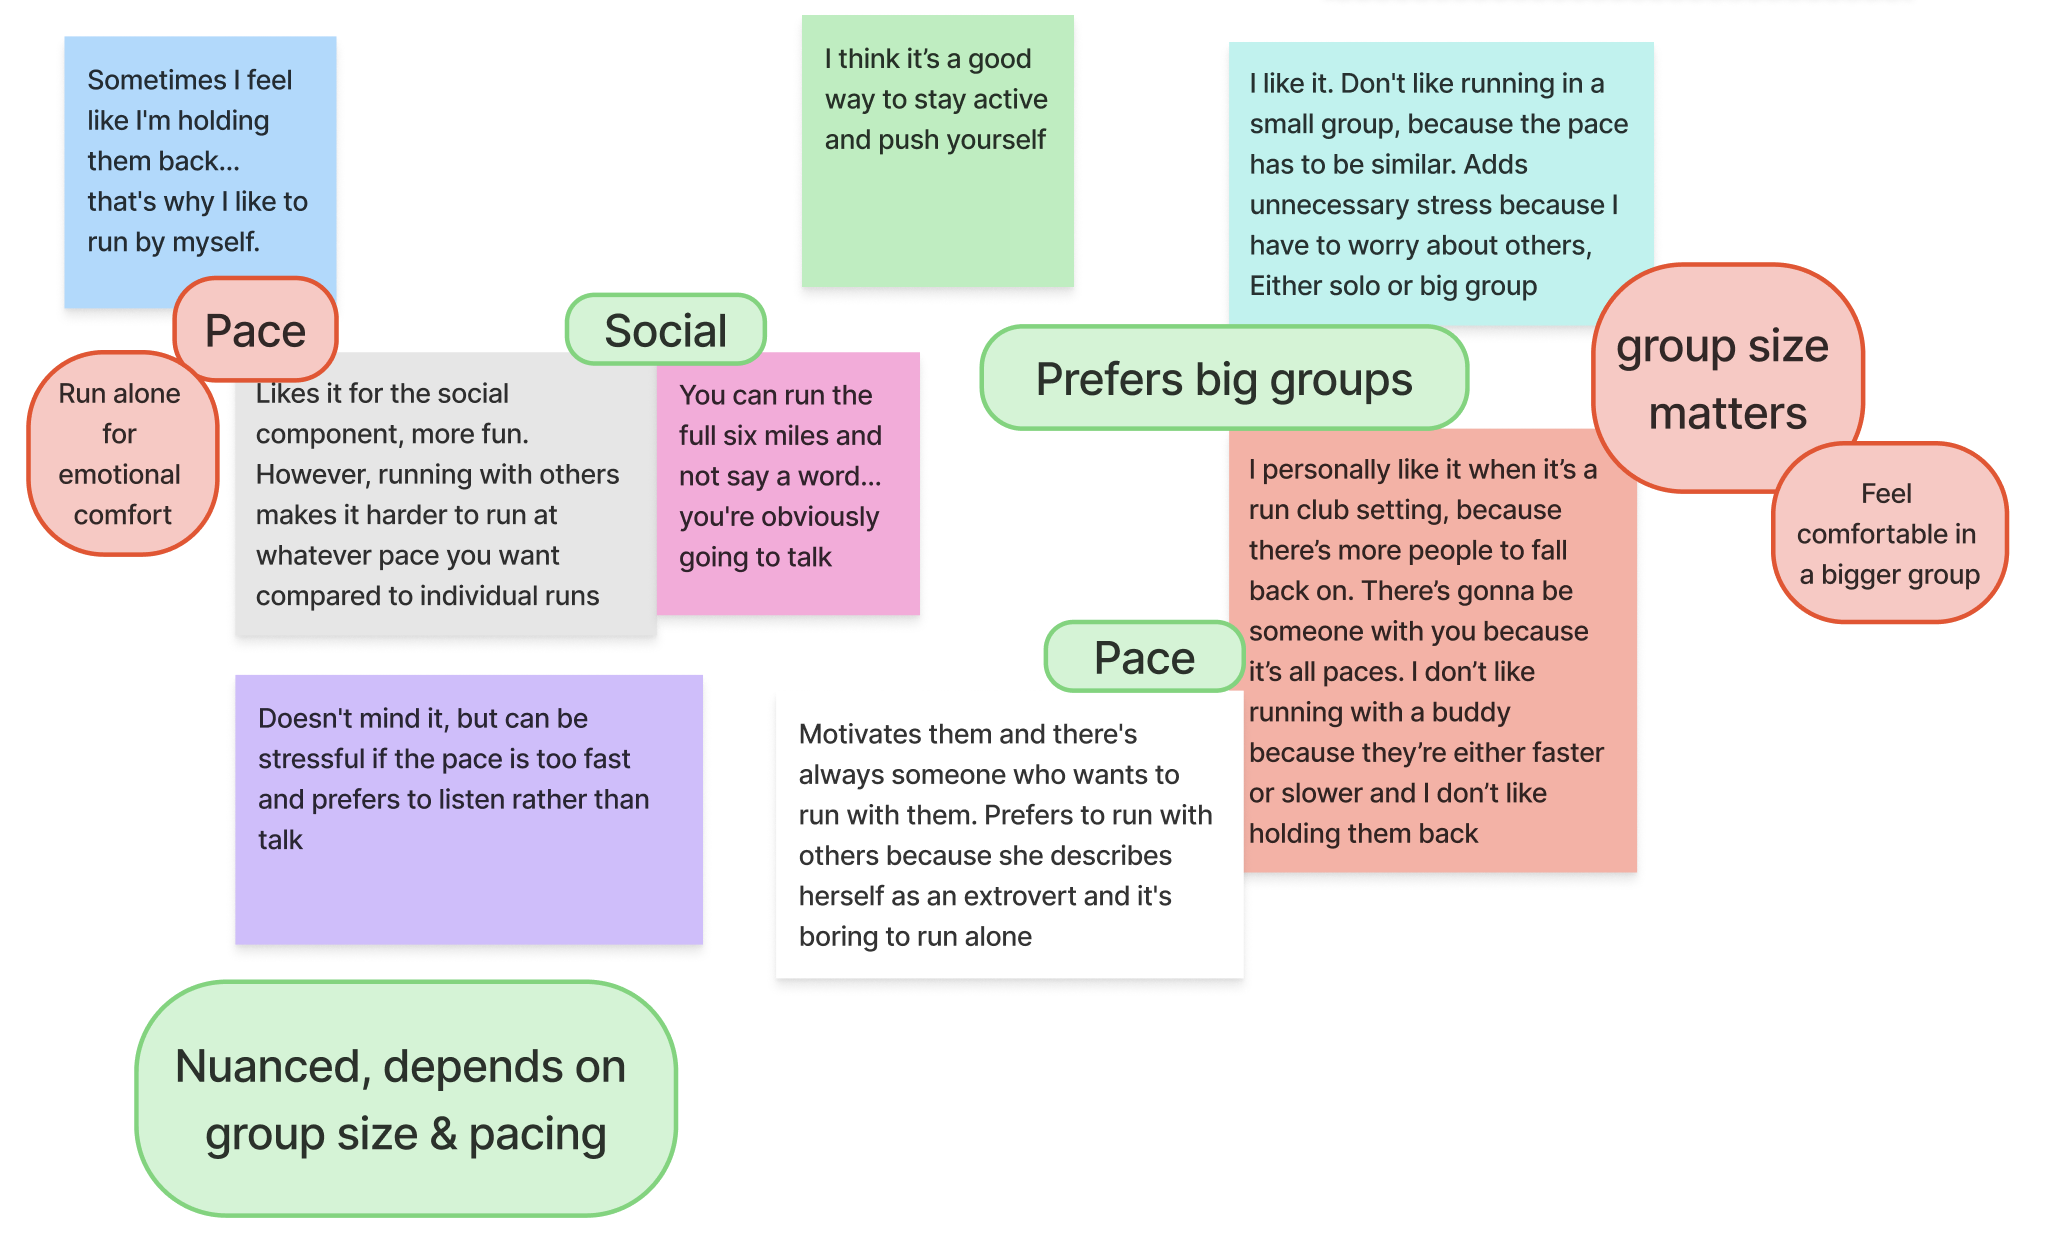 Sometimes I feel
like I'm holding
them back...
that's why I like to
run by myself.
Pace
Run alone
for
emotional
comfort
Likes it for the social
component, more fun.
However, running with others
makes it harder to run at
whatever pace you want
compared to individual runs
Social
You can run the
full six miles and
not say a word...
you're obviously
going to talk
I think it’s a good
way to stay active
and push yourself
I like it. Don't like running in a
small group, because the pace
has to be similar. Adds
unnecessary stress because I
have to worry about others,
Either solo or big group
Prefers big groups
group size
matters
Feel
comfortable in
a bigger group
I personally like it when it’s a
run club setting, because
there’s more people to fall
back on. There’s gonna be
someone with you because
it’s all paces. I don’t like
running with a buddy
because they’re either faster
or slower and I don’t like
holding them back
Pace
Motivates them and there's
always someone who wants to
run with them. Prefers to run with
others because she describes
herself as an extrovert and it's
boring to run alone
Doesn't mind it, but can be
stressful if the pace is too fast
and prefers to listen rather than
talk
Nuanced, depends on
group size & pacing